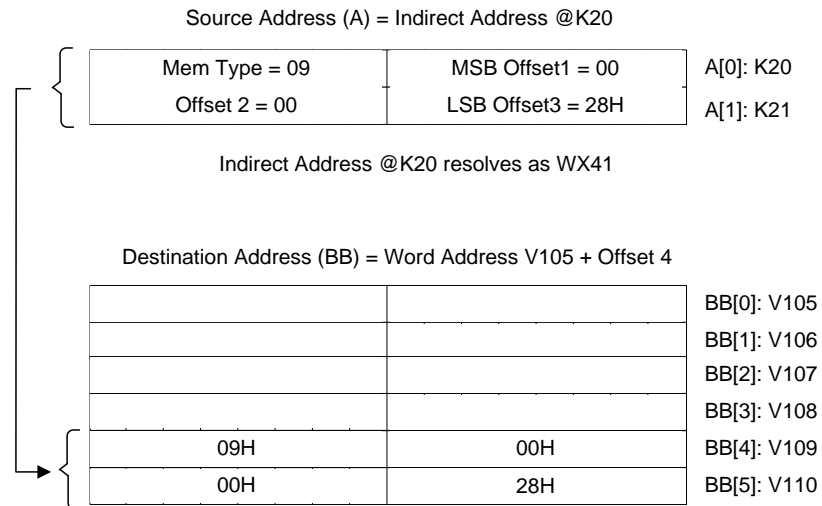 Source Address (A) = Indirect Address @K20
Mem Type = 09 MSB Offset1 = 00 A[0]: K20
Offset 2 = 00 LSB Offset3 = 28H A[1]: K21
Indirect Address @K20 resolves as WX41
Destination Address (BB) = Word Address V105 + Offset 4
BB[0]: V105
BB[1]: V106
BB[2]: V107
BB[3]: V108
09H 00H BB[4]: V109
00H 28H BB[5]: V110